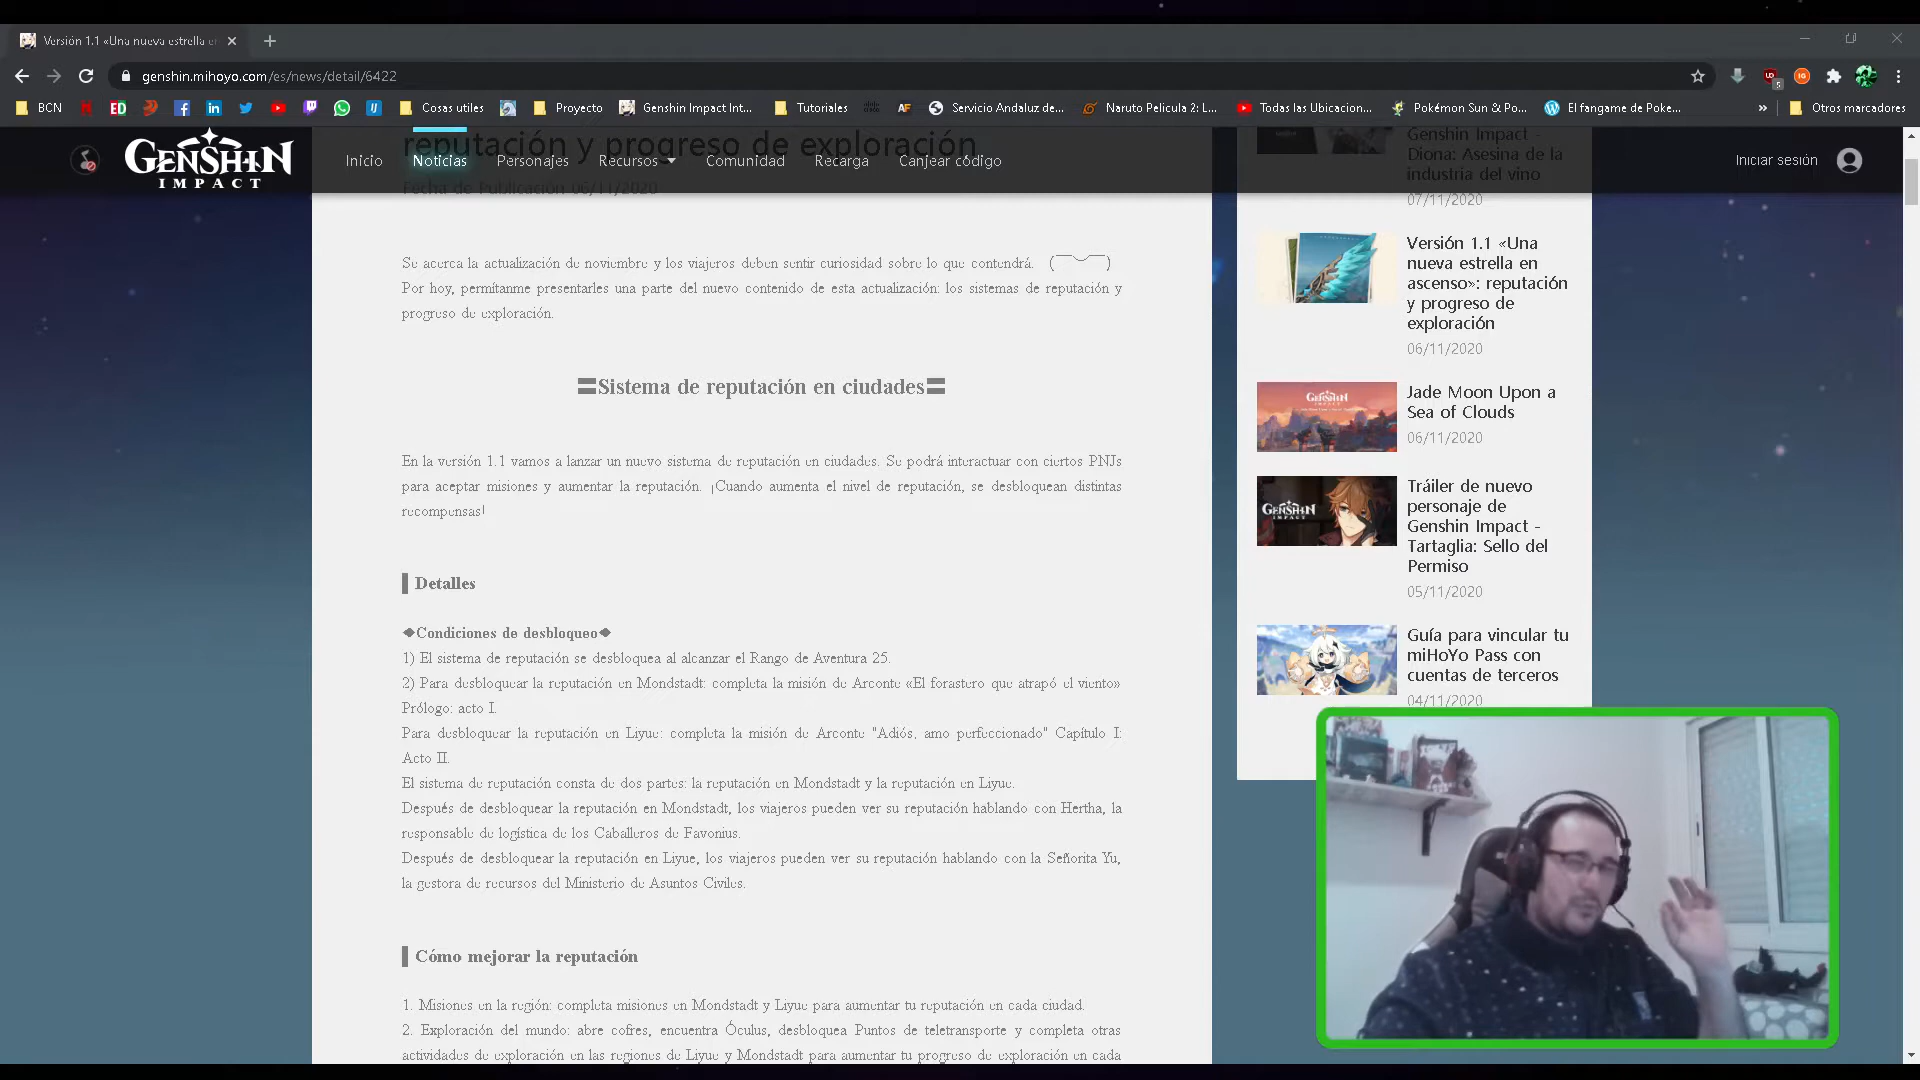 Versión 1.1 «Una nueva estrella en
genshin.mihoyo.com/es/news/detail/6422
BCN
ED
Cosas utiles
Proyecto
Genshin Impact Int...
Tutoriales
AF
Servicio Andaluz de...
Naruto Pelicula 2: L...
Todas las Ubicacion...
Pokémon Sun & Po...
El fangame de Poke...
Otros marcadores
GENSHIN
IMPACT
Inicio
Noticias
Personajes
Recursos
Comunidad
Recarga
Canjear código
Iniciar sesión
reputación y progreso de exploración
Fecha de Publicación 06/11/2020
Se acerca la actualización de noviembre y los viajeros deben sentir curiosidad sobre lo que contendrá. (￣︶￣)
Por hoy, permítanme presentarles una parte del nuevo contenido de esta actualización: los sistemas de reputación y
progreso de exploración.
〓Sistema de reputación en ciudades〓
En la versión 1.1 vamos a lanzar un nuevo sistema de reputación en ciudades. Se podrá interactuar con ciertos PNJs
para aceptar misiones y aumentar la reputación. ¡Cuando aumenta el nivel de reputación, se desbloquean distintas
recompensas!
▌Detalles
◆Condiciones de desbloqueo◆
1) El sistema de reputación se desbloquea al alcanzar el Rango de Aventura 25.
2) Para desbloquear la reputación en Mondstadt: completa la misión de Arconte «El forastero que atrapó el viento»
Prólogo: acto I.
Para desbloquear la reputación en Liyue: completa la misión de Arconte "Adiós, amo perfeccionado" Capítulo I:
Acto II.
El sistema de reputación consta de dos partes: la reputación en Mondstadt y la reputación en Liyue.
Después de desbloquear la reputación en Mondstadt, los viajeros pueden ver su reputación hablando con Hertha, la
responsable de logística de los Caballeros de Favonius.
Después de desbloquear la reputación en Liyue, los viajeros pueden ver su reputación hablando con la Señorita Yu,
la gestora de recursos del Ministerio de Asuntos Civiles.
▌Cómo mejorar la reputación
1. Misiones en la región: completa misiones en Mondstadt y Liyue para aumentar tu reputación en cada ciudad.
2. Exploración del mundo: abre cofres, encuentra Óculus, desbloquea Puntos de teletransporte y completa otras
actividades de exploración en las regiones de Liyue y Mondstadt para aumentar tu progreso de exploración en cada
Genshin Impact -
Diona: Asesina de la
industria del vino
07/11/2020
Versión 1.1 «Una
nueva estrella en
ascenso»: reputación
y progreso de
exploración
06/11/2020
GENSHIN
Jade Moon Upon a
Sea of Clouds
06/11/2020
GENSHIN
IMPACT
Tráiler de nuevo
personaje de
Genshin Impact -
Tartaglia: Sello del
Permiso
05/11/2020
Guía para vincular tu
miHoYo Pass con
cuentas de terceros
04/11/2020